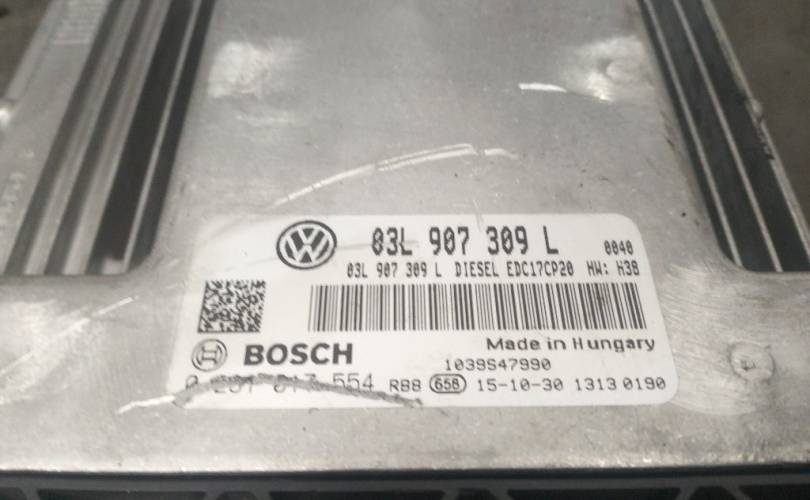 03L 907 309 L 0040
03L 907 309 L DIESEL EDC17CP20 HW: H38
Made in Hungary
BOSCH
1039S47990
554 R88 658 15-10-30 1313 0190